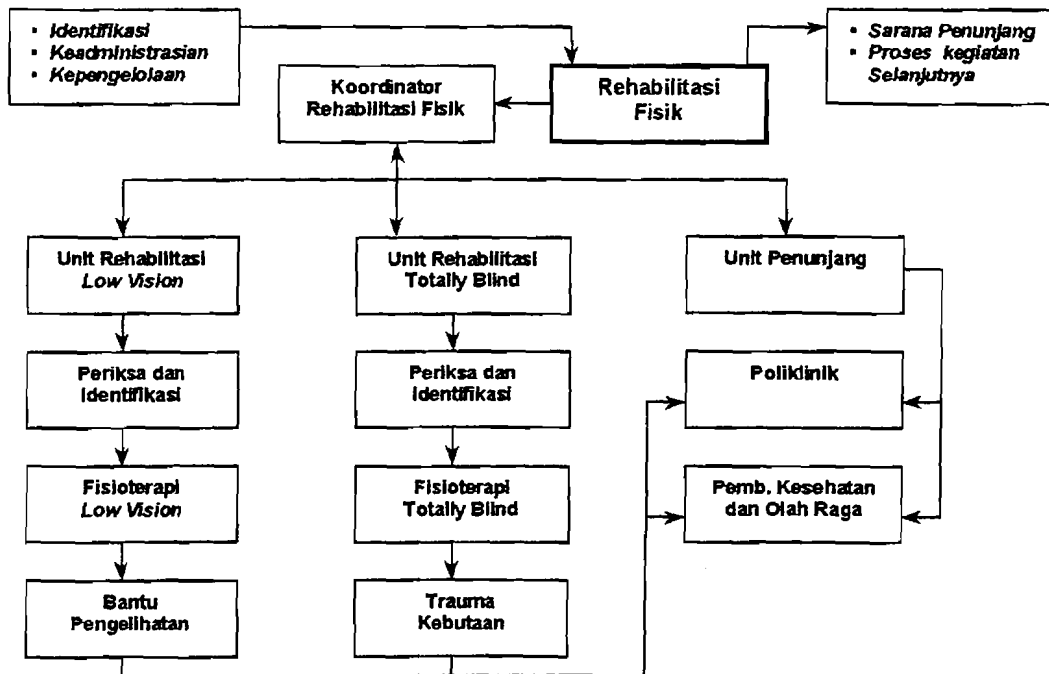 • Identifikasi
• Keadministrasian
• Kepengelolaan
• Sarana Penunjang
• Proses kegiatan
Selanjutnya
Koordinator
Rehabilitasi Fisik
Rehabilitasi
Fisik
Unit Rehabilitasi
Low Vision
Unit Rehabilitasi
Totally Blind
Unit Penunjang
Periksa dan
Identifikasi
Periksa dan
Identifikasi
Poliklinik
Fisioterapi
Low Vision
Fisioterapi
Totally Blind
Pemb. Kesehatan
dan Olah Raga
Bantu
Pengelihatan
Trauma
Kebutaan